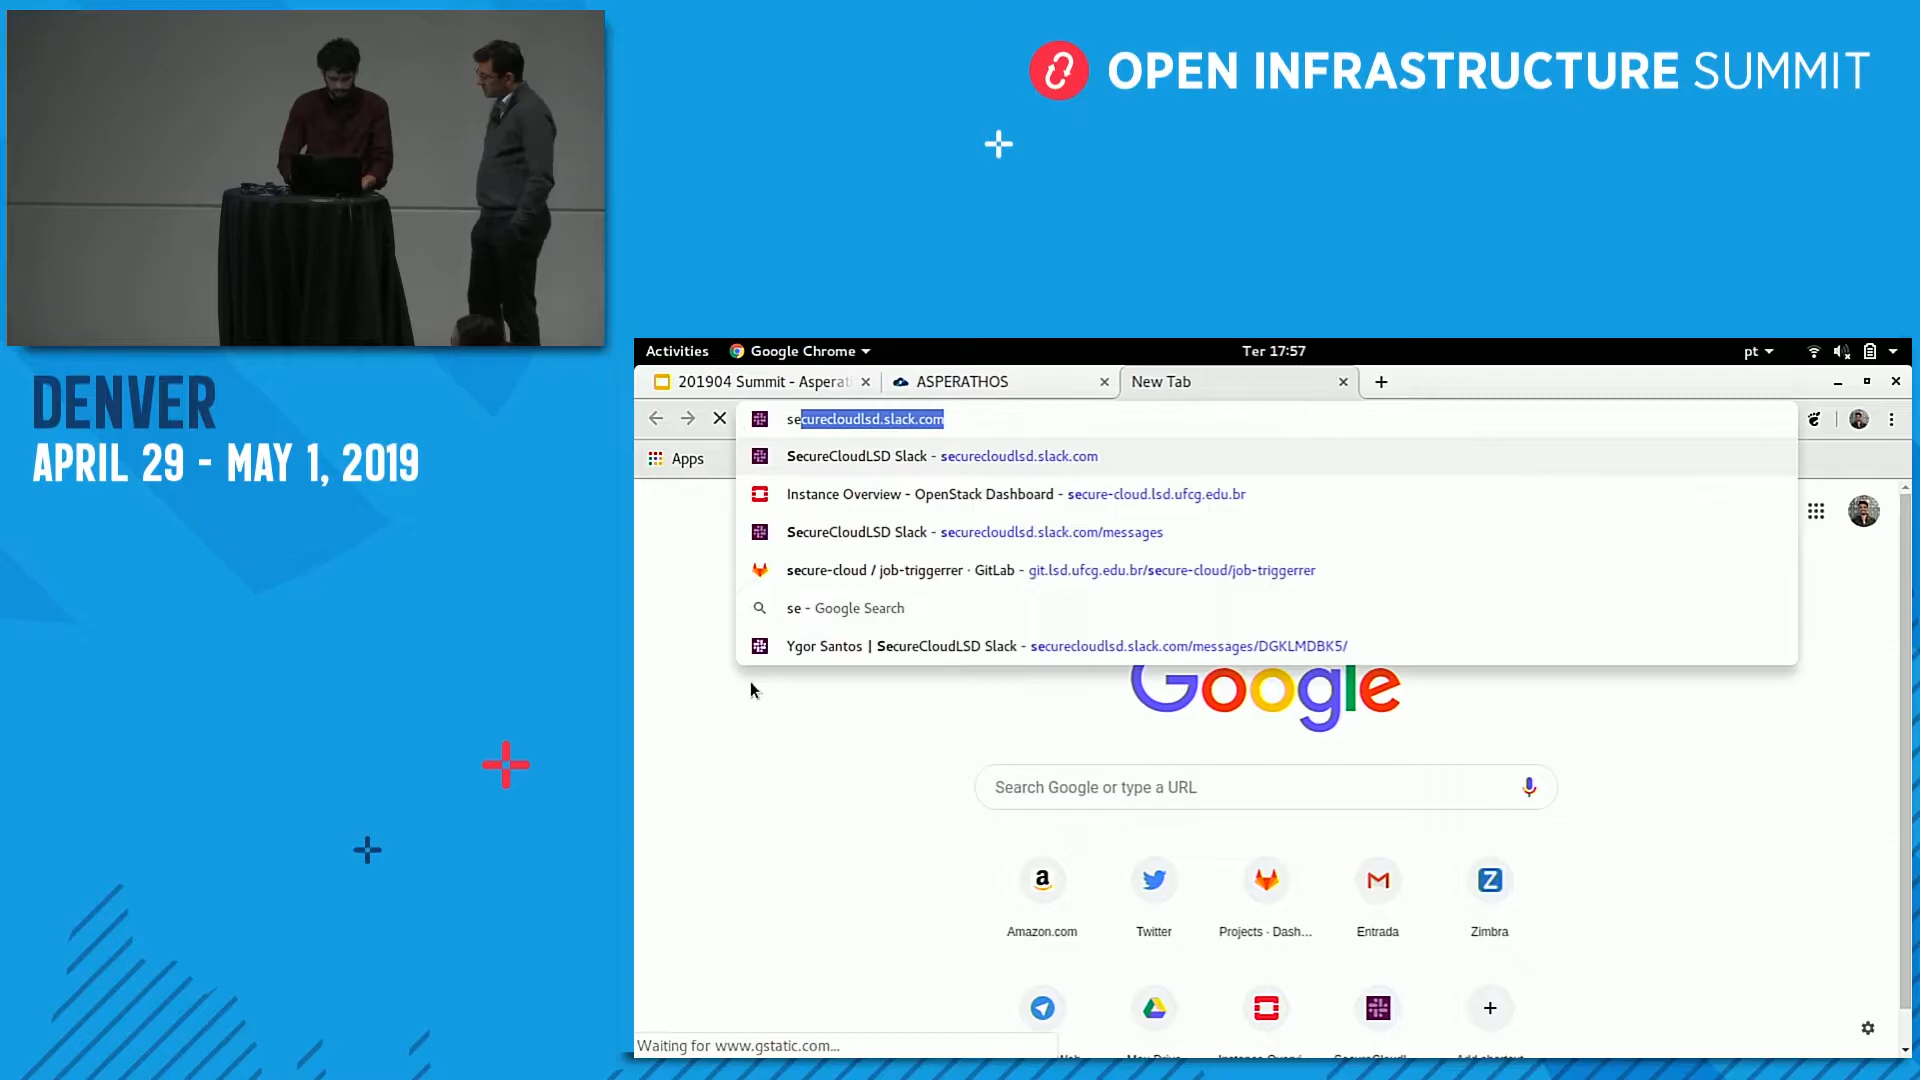 OPEN INFRASTRUCTURE SUMMIT
DENVER
APRIL 29 - MAY 1, 2019
Activities
Google Chrome
Ter 17:57
pt
201904 Summit - Asperat
ASPERATHOS
New Tab
securecloudlsd.slack.com
Apps
SecureCloudLSD Slack - securecloudlsd.slack.com
Instance Overview - OpenStack Dashboard - secure-cloud.lsd.ufcg.edu.br
SecureCloudLSD Slack - securecloudlsd.slack.com/messages
secure-cloud / job-triggerrer · GitLab - git.lsd.ufcg.edu.br/secure-cloud/job-triggerrer
se - Google Search
Ygor Santos | SecureCloudLSD Slack - securecloudlsd.slack.com/messages/DGKLMDBK5/
Google
Search Google or type a URL
Amazon.com
Twitter
Projects · Dash...
Entrada
Zimbra
Waiting for www.gstatic.com...